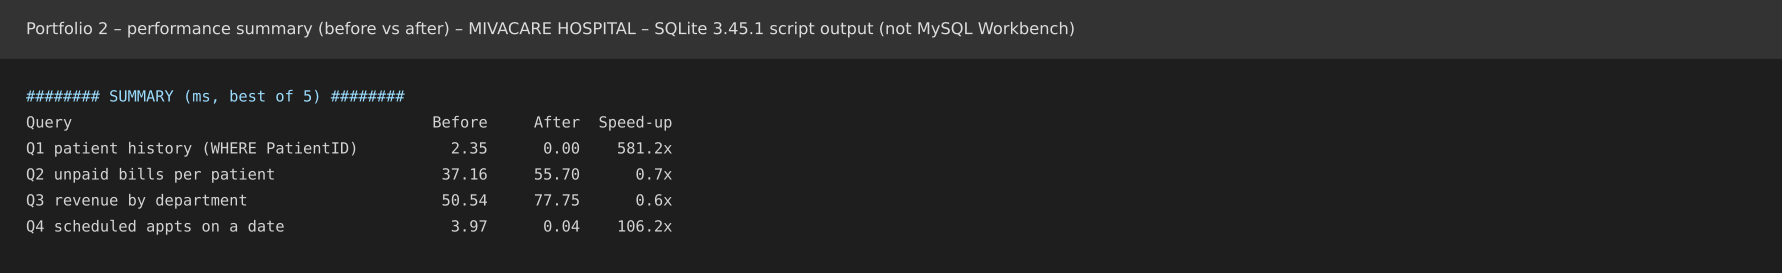 Portfolio 2 – performance summary (before vs after) – MIVACARE HOSPITAL – SQLite 3.45.1 script output (not MySQL Workbench)
######## SUMMARY (ms, best of 5) ########
Query Before After Speed-up
Q1 patient history (WHERE PatientID) 2.35 0.00 581.2x
Q2 unpaid bills per patient 37.16 55.70 0.7x
Q3 revenue by department 50.54 77.75 0.6x
Q4 scheduled appts on a date 3.97 0.04 106.2x